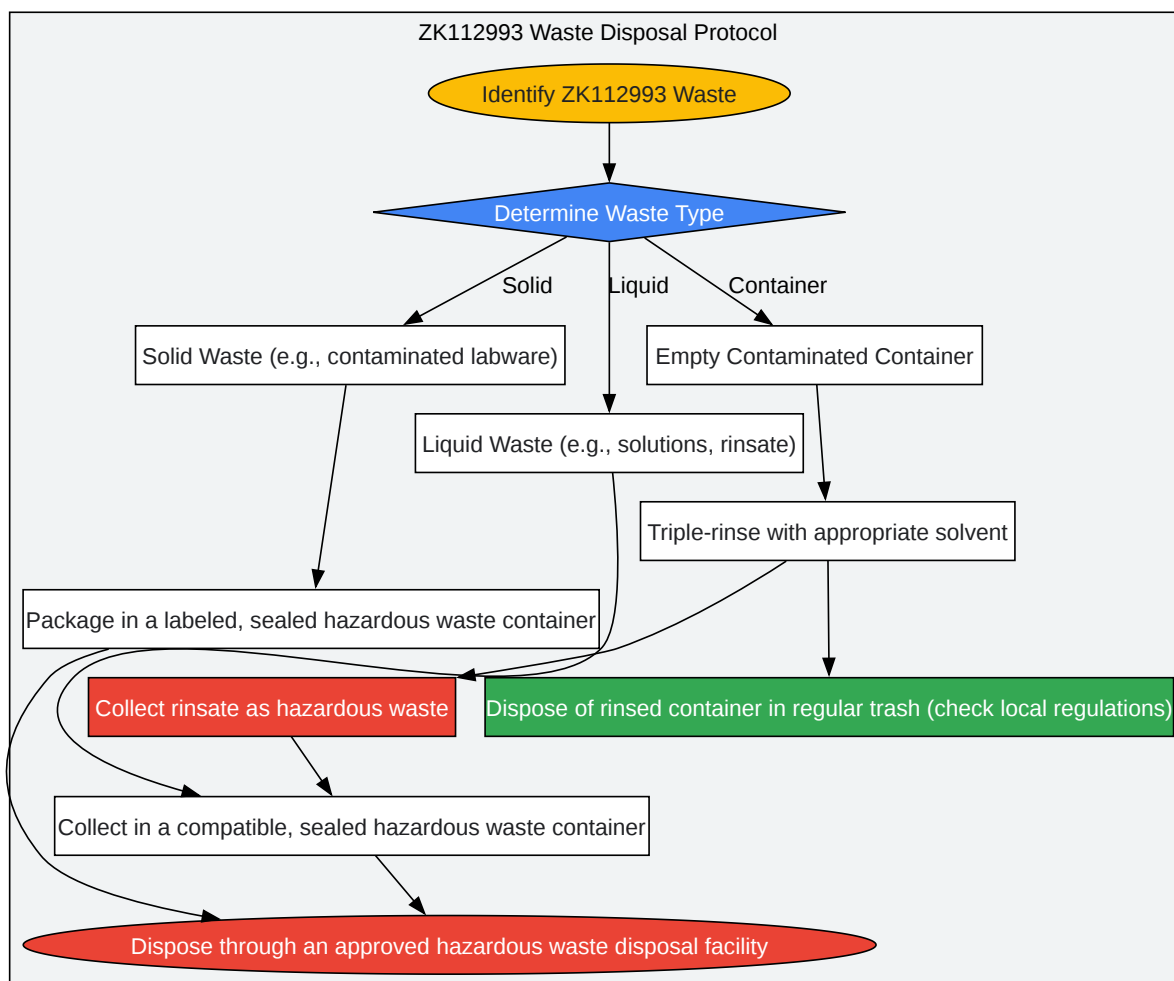 ZK112993 Waste Disposal Protocol
Identify ZK112993 Waste
Determine Waste Type
Solid
Liquid
Container
Solid Waste (e.g., contaminated labware)
Empty Contaminated Container
Liquid Waste (e.g., solutions, rinsate)
Triple-rinse with appropriate solvent
Package in a labeled, sealed hazardous waste container
Collect rinsate as hazardous waste
Dispose of rinsed container in regular trash (check local regulations)
Collect in a compatible, sealed hazardous waste container
Dispose through an approved hazardous waste disposal facility